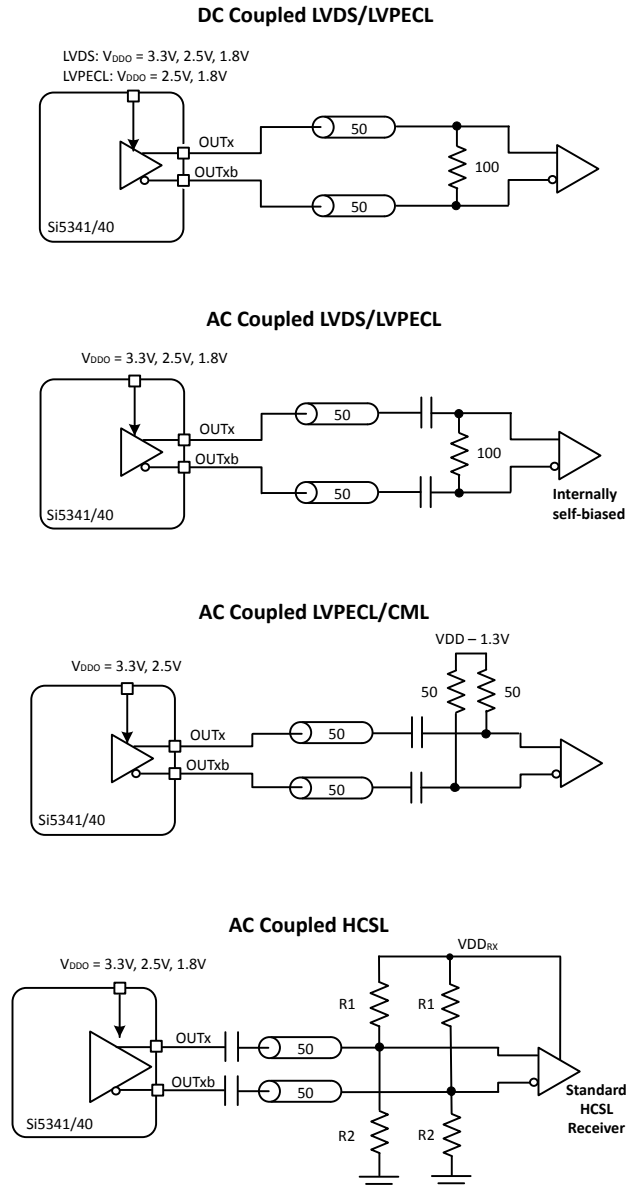 DC Coupled LVDS/LVPECL
LVDS: VDDO = 3.3V, 2.5V, 1.8V
LVPECL: VDDO = 2.5V, 1.8V
OUTx
50
100
OUTxb
50
Si5341/40
AC Coupled LVDS/LVPECL
VDDO = 3.3V, 2.5V, 1.8V
OUTx
50
100
OUTxb
50
Internally
self-biased
Si5341/40
AC Coupled LVPECL/CML
VDD – 1.3V
VDDO = 3.3V, 2.5V
50
50
OUTx
50
OUTxb
50
Si5341/40
AC Coupled HCSL
VDDRX
VDDO = 3.3V, 2.5V, 1.8V
R1
R1
OUTx
50
OUTxb
50
Standard
HCSL
Receiver
R2
R2
Si5341/40